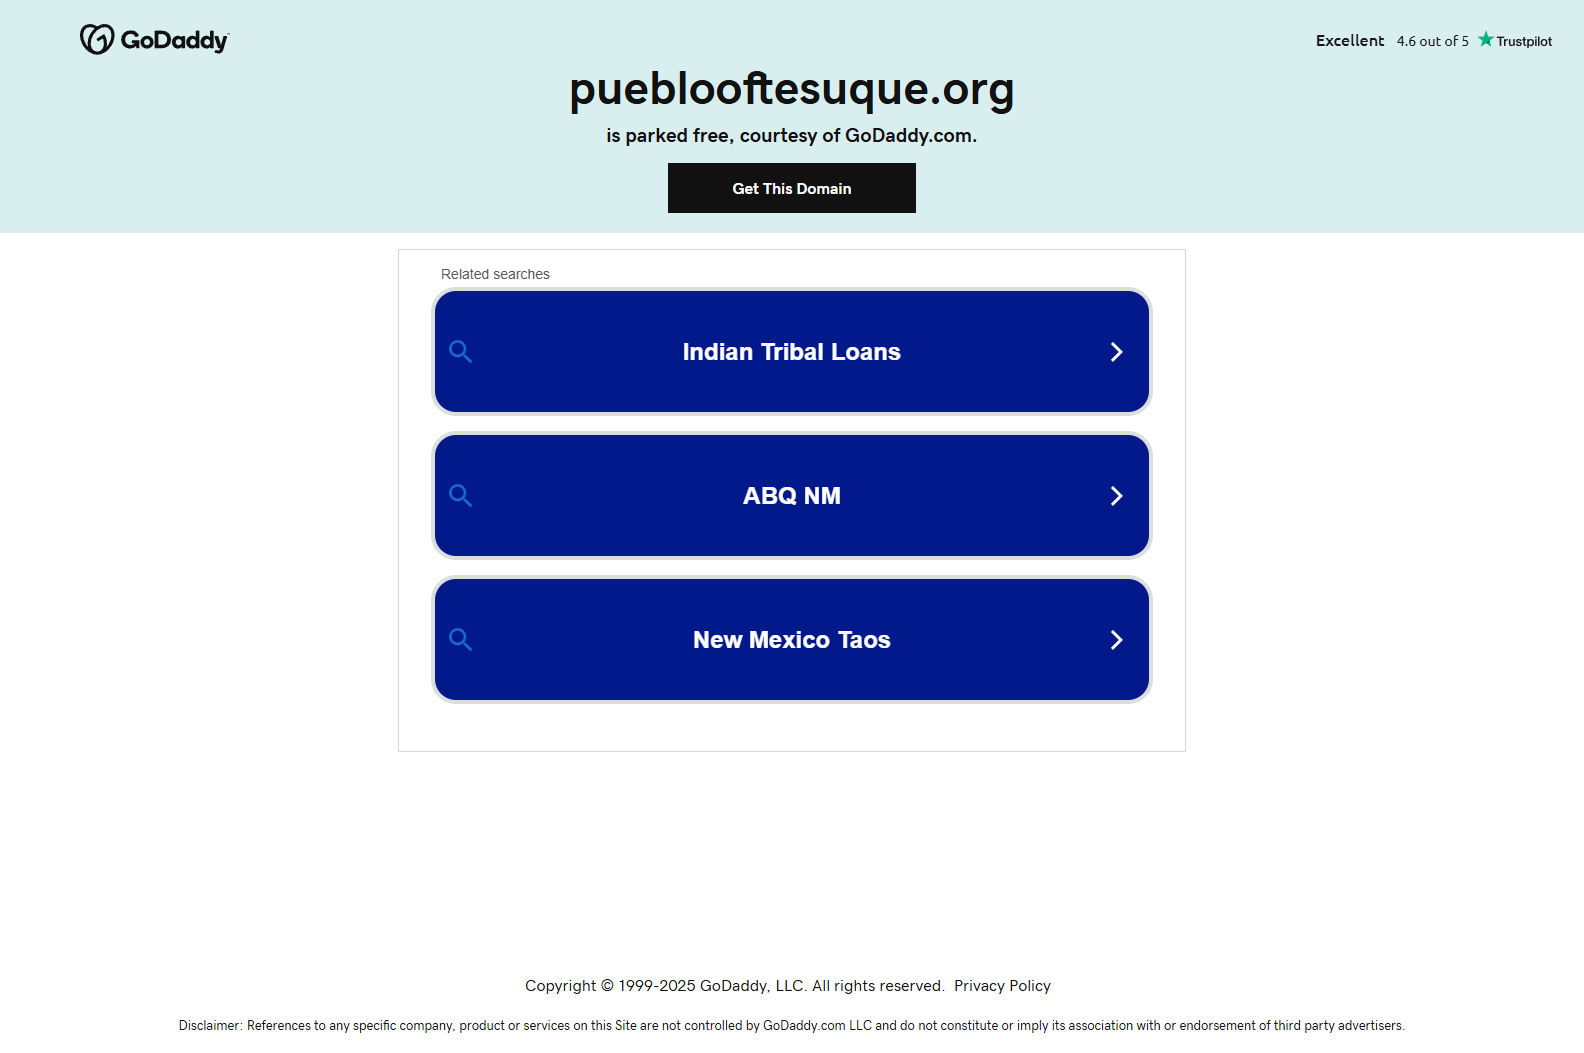 GoDaddy
Excellent 4.6 out of 5 Trustpilot
pueblooftesuque.org
is parked free, courtesy of GoDaddy.com.
Get This Domain
Related searches
Indian Tribal Loans
ABQ NM
New Mexico Taos
Copyright © 1999-2025 GoDaddy, LLC. All rights reserved. Privacy Policy
Disclaimer: References to any specific company, product or services on this Site are not controlled by GoDaddy.com LLC and do not constitute or imply its association with or endorsement of third party advertisers.